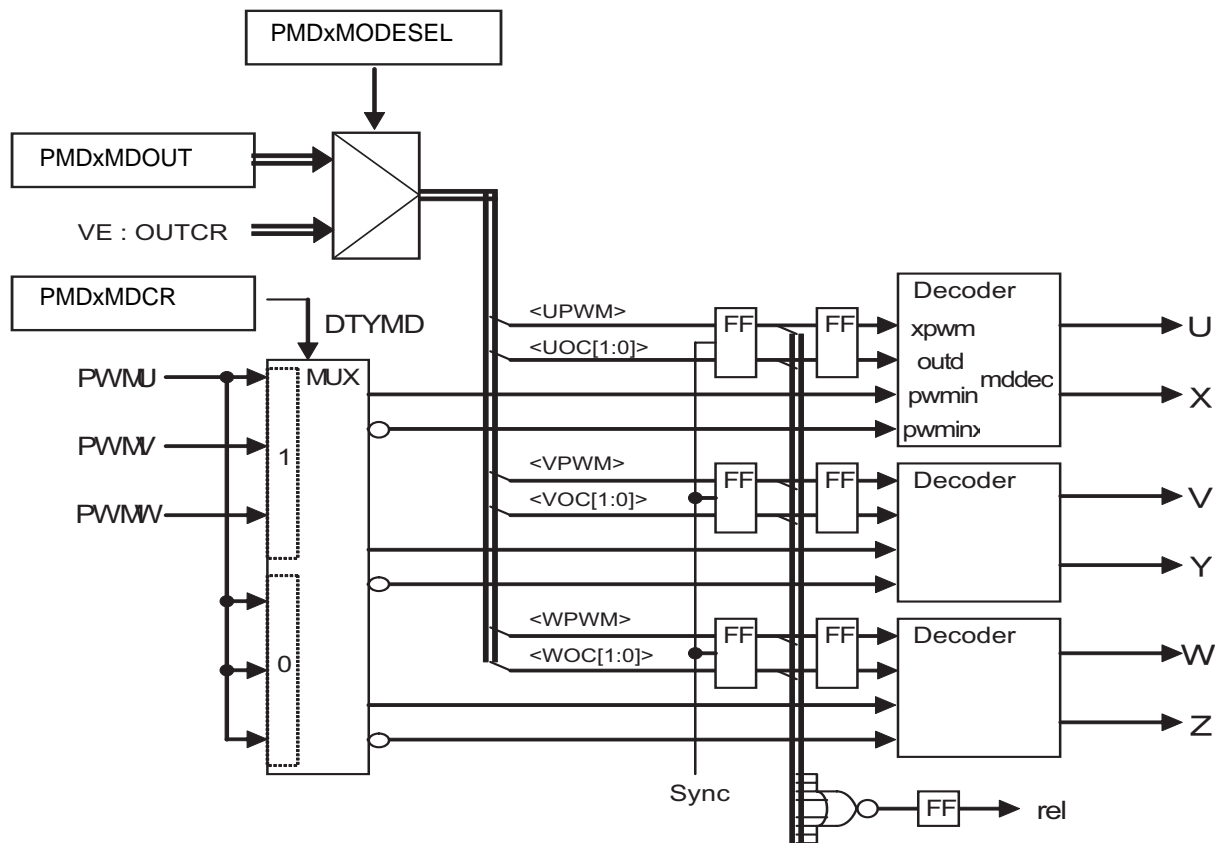 PMDxMODESEL
PMDxMDOUT
VE : OUTCR
PMDxMDCR
DTYMD
MUX
PWMU
PWMV
PWMW
1
0
<UPWM>
<UOC[1:0]>
FF
FF
Decoder
xpwm
outd
mddec
pwmin
pwminx
U
X
<VPWM>
<VOC[1:0]>
FF
FF
Decoder
V
Y
<WPWM>
<WOC[1:0]>
FF
FF
Decoder
W
Z
Sync
FF
rel